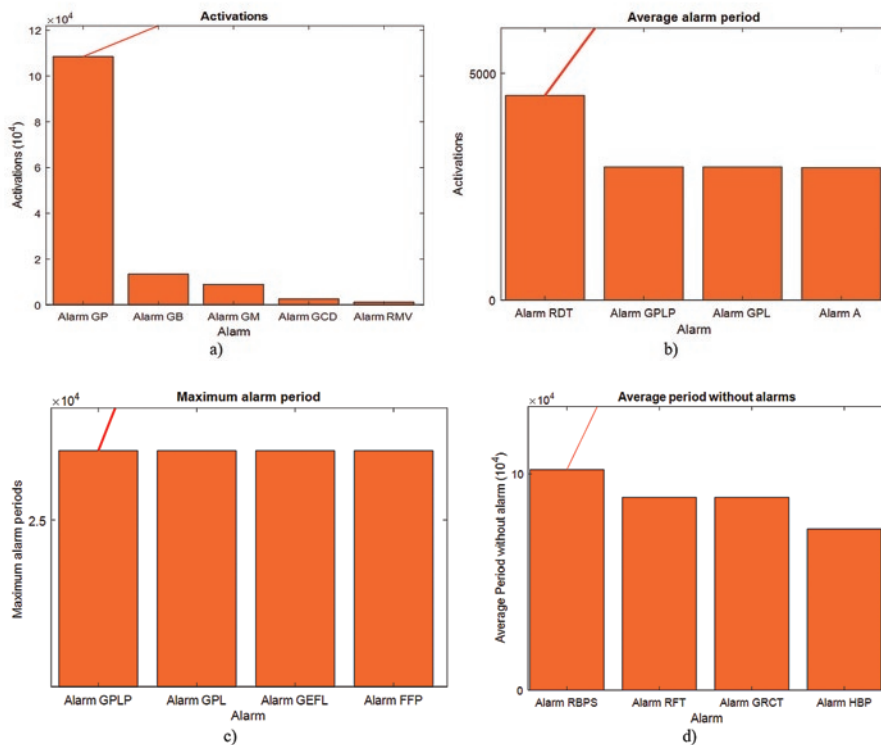 Activations
×10⁴
12
10
8
6
4
2
0
Activations (10⁴)
Alarm GP Alarm GB Alarm GM Alarm GCD Alarm RMV
Alarm
a)
Average alarm period
5000
0
Activations
Alarm RDT Alarm GPLP Alarm GPL Alarm A
Alarm
b)
Maximum alarm period
×10⁴
2.5
Maximum alarm periods
Alarm GPLP Alarm GPL Alarm GEFL Alarm FFP
Alarm
c)
Average period without alarms
×10⁴
10
0
Average Period without alarm (10⁴)
Alarm RBPS Alarm RFT Alarm GRCT Alarm HBP
Alarm
d)